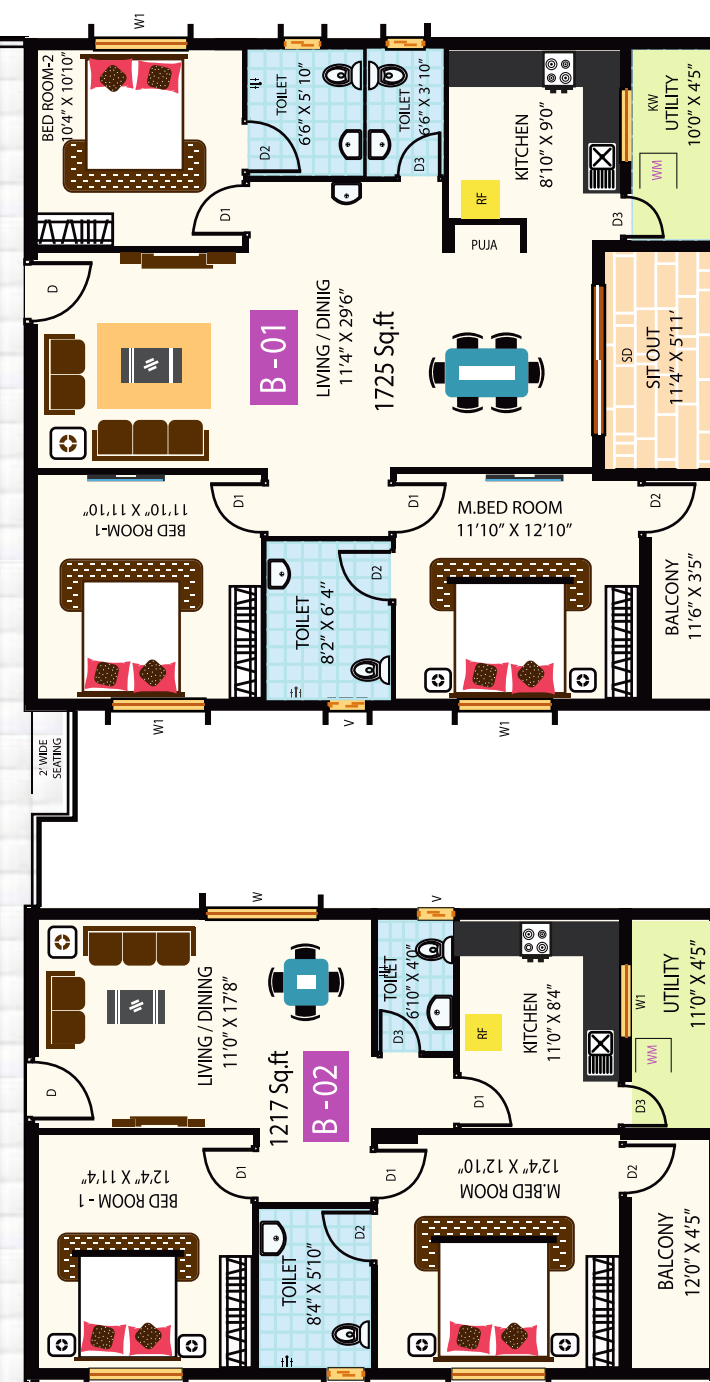 W1
BED ROOM-2
10'4" X 10'10"
TOILET
6'6" X 5' 10"
D2
TOILET
6'6" X 3' 10"
D3
KITCHEN
8'10" X 9'0"
RF
KW
UTILITY
10'0" X 4'5"
WM
D1
D3
PUJA
D
B - 01
LIVING / DINIIG
11'4" X 29'6"
1725 Sq.ft
SD
SIT OUT
11'4" X 5'11'
BED ROOM-1
11'10" X 11'10"
D1
D1
M.BED ROOM
11'10" X 12'10"
D2
TOILET
8'2" X 6' 4"
D2
BALCONY
11'6" X 3'5"
W1
V
W1
2' WIDE
SEATING
W
V
LIVING / DINING
11'0" X 17'8"
TOILET
6'10" X 4'0"
D3
KITCHEN
11'0" X 8'4"
RF
W1
UTILITY
11'0" X 4'5"
WM
D
1217 Sq.ft
B - 02
D1
D3
BED ROOM - 1
12'4" X 11'4"
D1
D1
M.BED ROOM
12'4" X 12'10"
D2
TOILET
8'4" X 5'10"
D2
BALCONY
12'0" X 4'5"